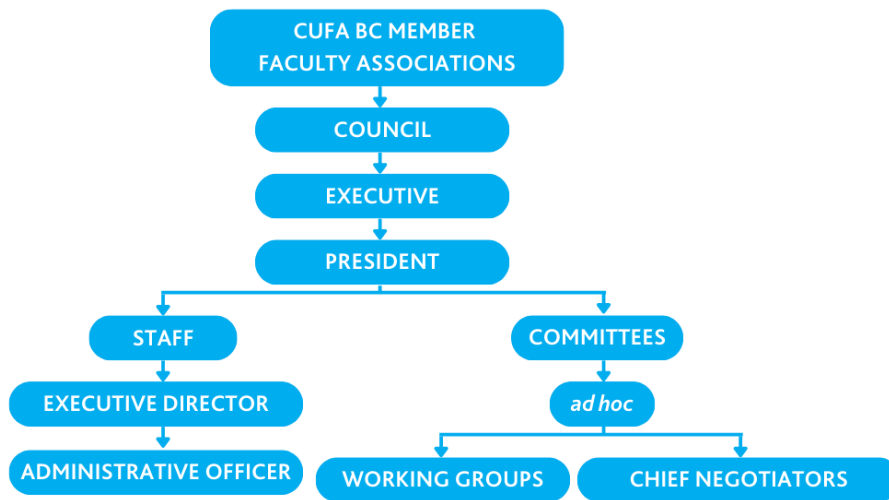 CUFA BC MEMBER
FACULTY ASSOCIATIONS
COUNCIL
EXECUTIVE
PRESIDENT
STAFF
COMMITTEES
EXECUTIVE DIRECTOR
ad hoc
ADMINISTRATIVE OFFICER
WORKING GROUPS
CHIEF NEGOTIATORS